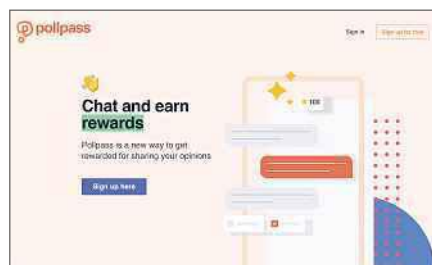 pollpass
Sign in
Sign up for free
Chat and earn
rewards
Pollpass is a new way to get
rewarded for sharing your opinions
Sign up here
100